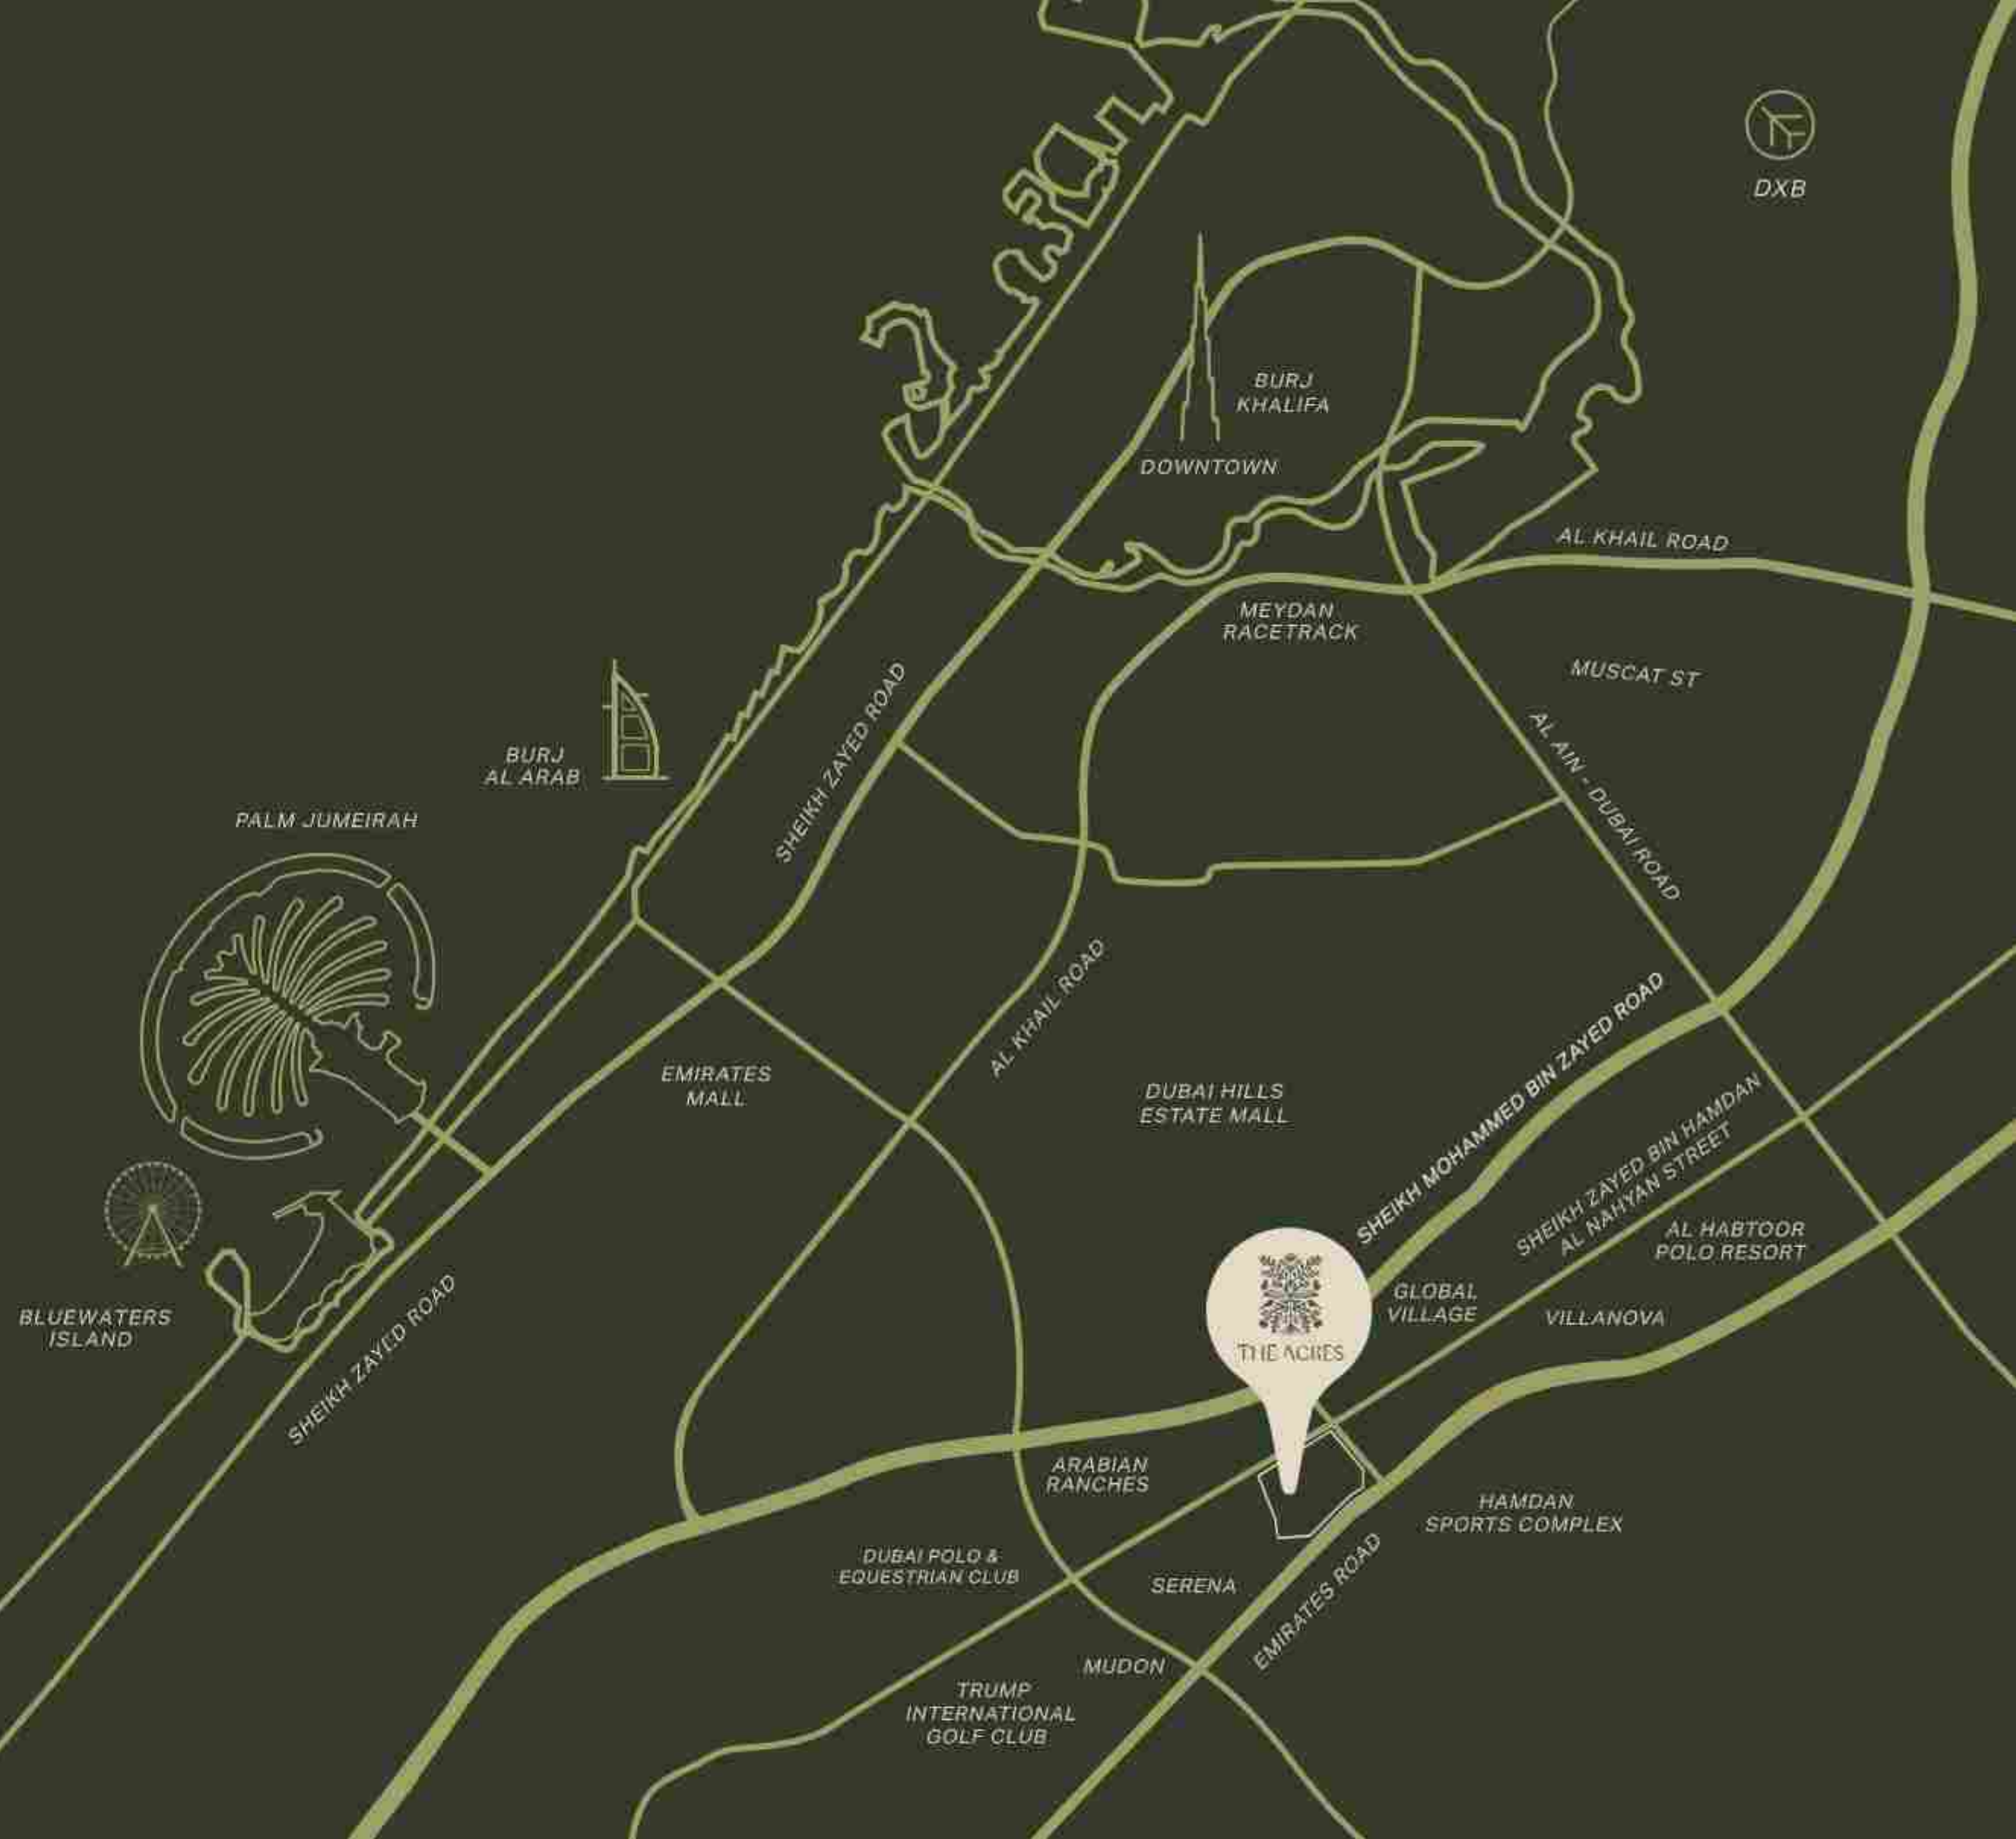 DXB
BURJ
KHALIFA
DOWNTOWN
AL KHAIL ROAD
MEYDAN
RACETRACK
MUSCAT ST
SHEIKH ZAYED ROAD
AL AIN - DUBAI ROAD
BURJ
AL ARAB
PALM JUMEIRAH
AL KHAIL ROAD
EMIRATES
MALL
DUBAI HILLS
ESTATE MALL
SHEIKH MOHAMMED BIN ZAYED ROAD
SHEIKH ZAYED BIN HAMDAN
AL NAHYAN STREET
AL HABTOOR
POLO RESORT
GLOBAL
VILLAGE
VILLANOVA
BLUEWATERS
ISLAND
SHEIKH ZAYED ROAD
THE ACRES
ARABIAN
RANCHES
HAMDAN
SPORTS COMPLEX
DUBAI POLO &
EQUESTRIAN CLUB
SERENA
EMIRATES ROAD
MUDON
TRUMP
INTERNATIONAL
GOLF CLUB